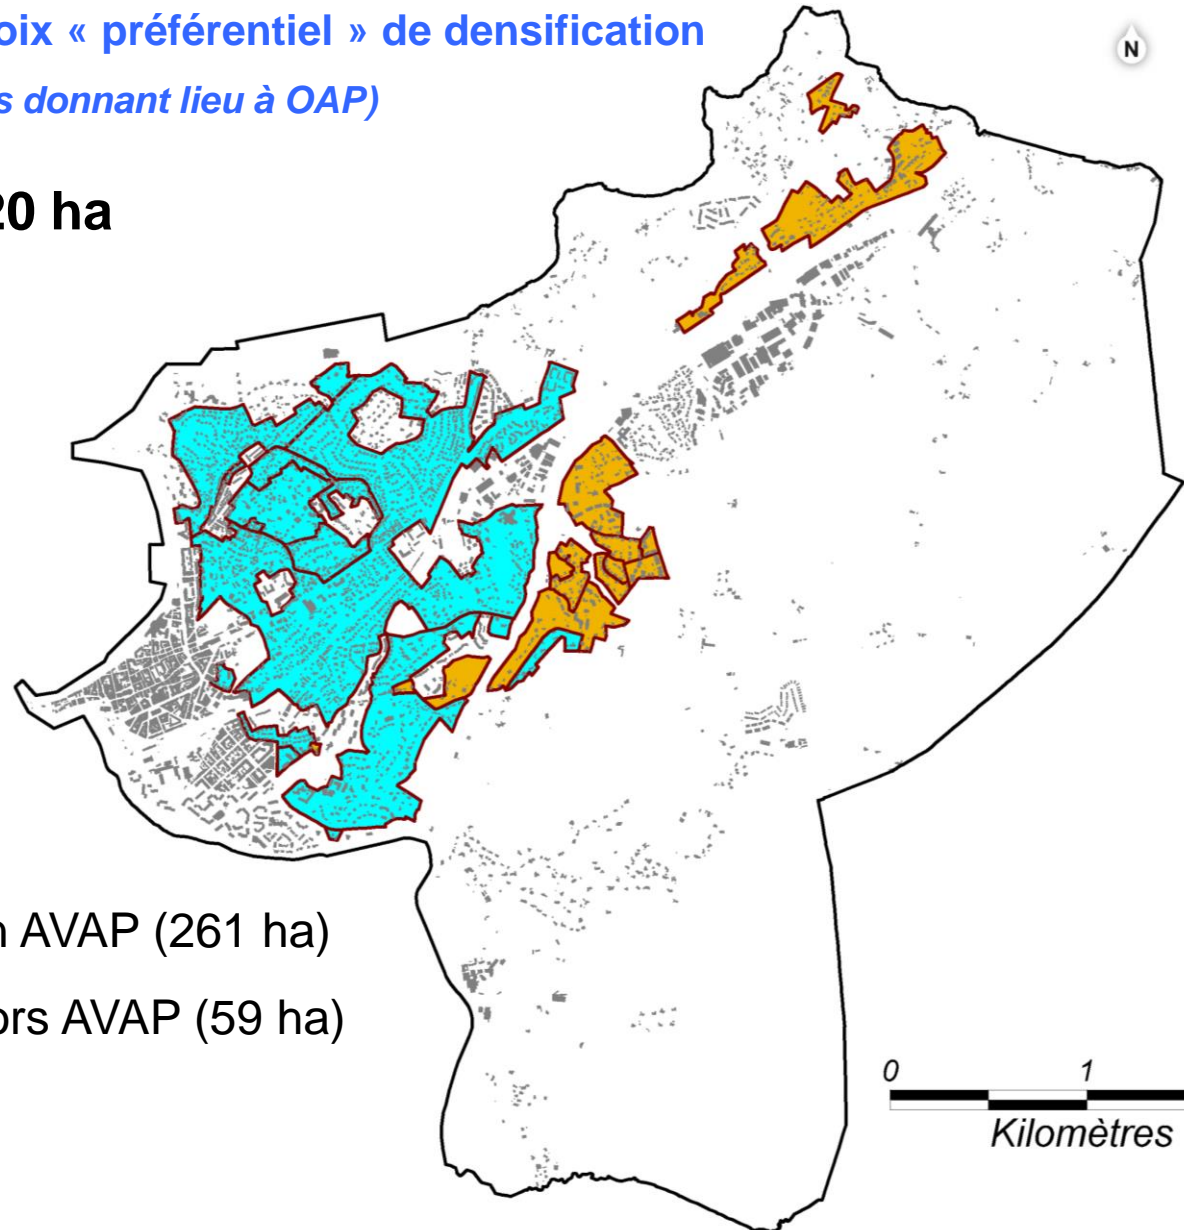 oix « préférentiel » de densification
s donnant lieu à OAP)
N
20 ha
n AVAP (261 ha)
ors AVAP (59 ha)
0 1
Kilomètres